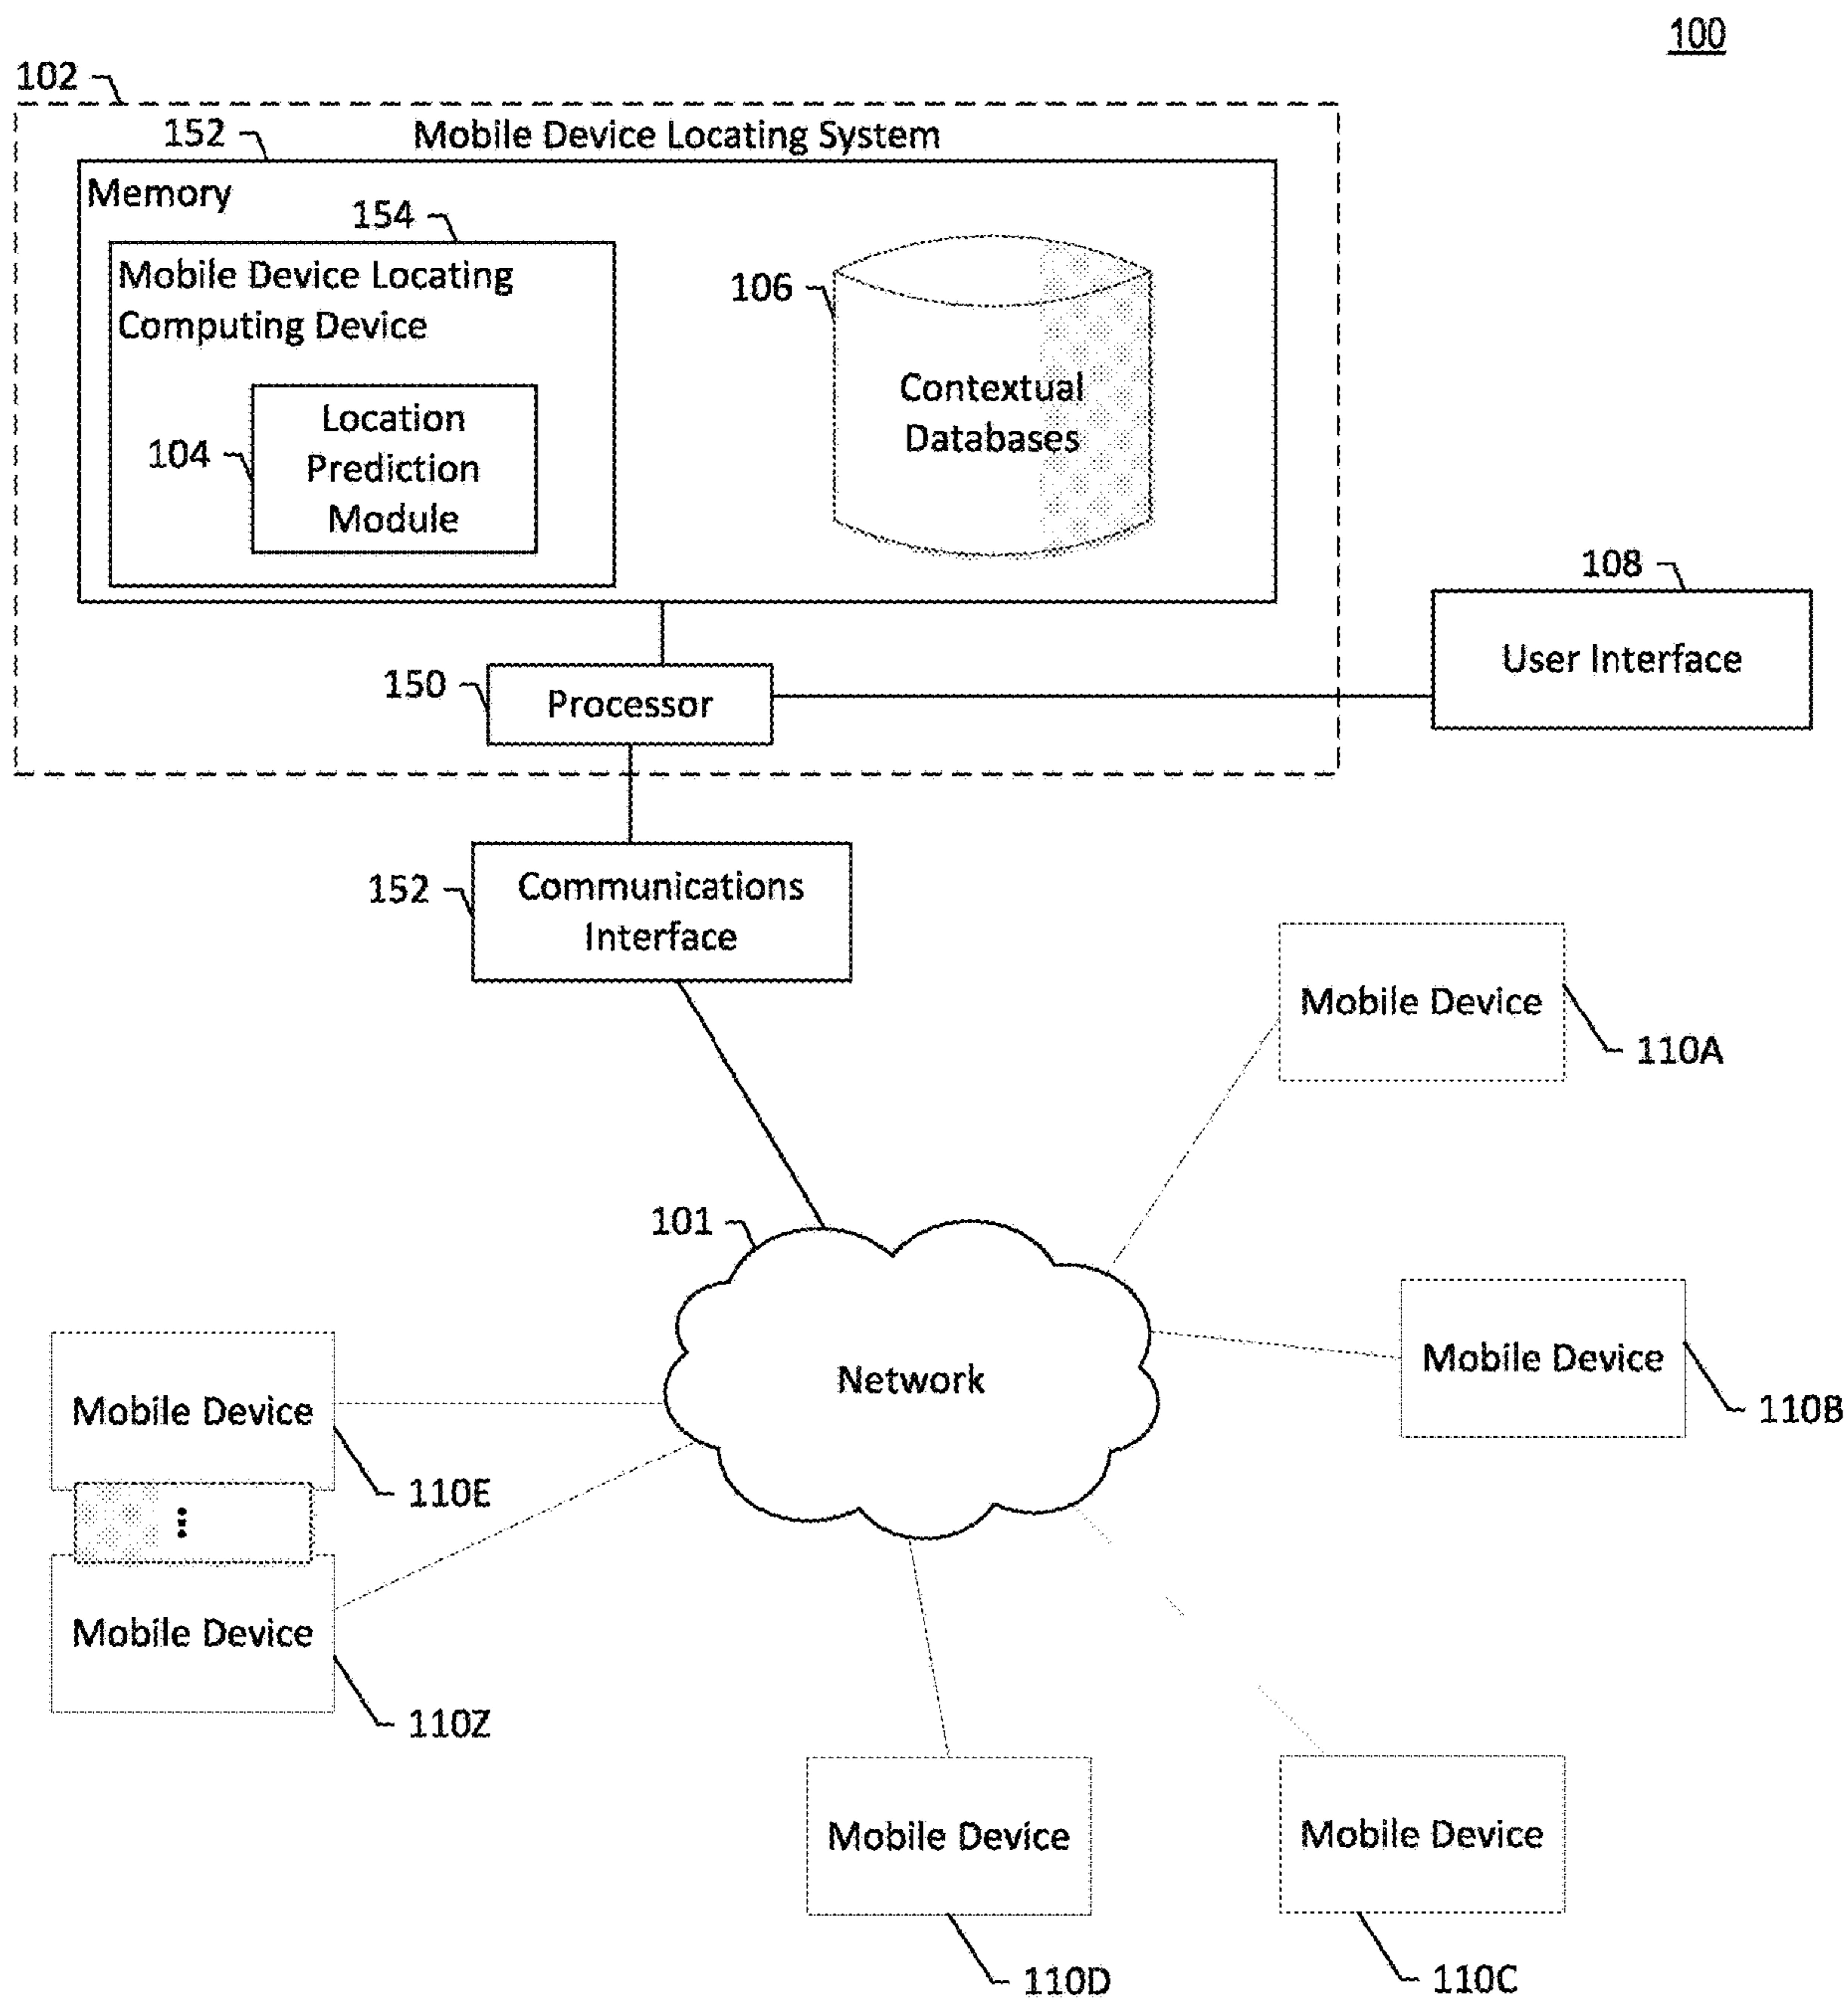 100
102
Mobile Device Locating System
152
Memory
154
Mobile Device Locating
Computing Device
104
Location
Prediction
Module
106
Contextual
Databases
108
User Interface
150
Processor
152
Communications
Interface
Mobile Device
110A
101
Network
Mobile Device
110B
Mobile Device
110E
...
Mobile Device
110Z
Mobile Device
110D
Mobile Device
110C